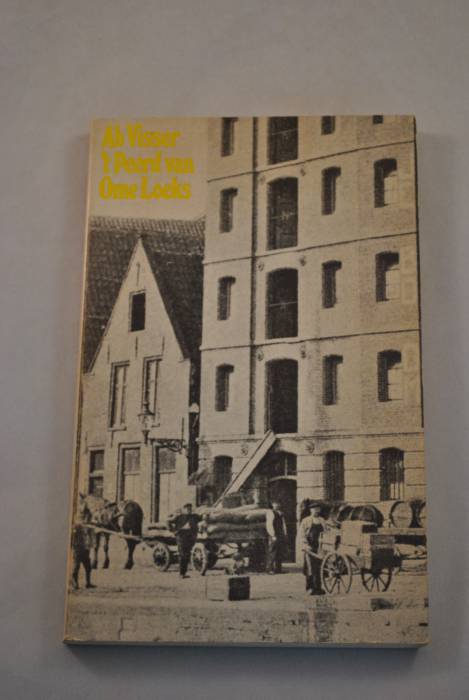 Ab Visser
't Peerd van
Ome Loeks